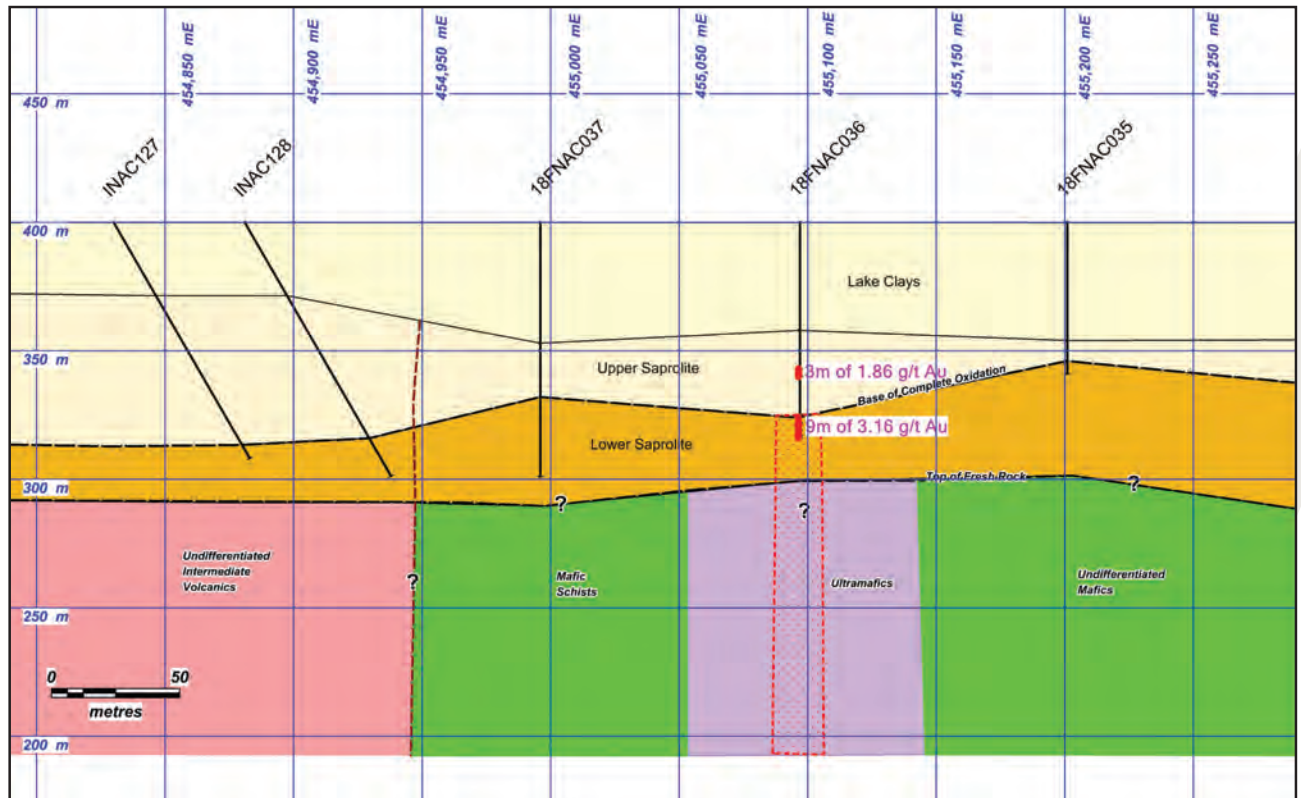 454,850 mE
454,900 mE
454,950 mE
455,000 mE
455,050 mE
455,100 mE
455,150 mE
455,200 mE
455,250 mE
450 m
INAC127
INAC128
18FNAC037
18FNAC036
18FNAC035
400 m
Lake Clays
350 m
Upper Saprolite
3m of 1.86 g/t Au
Base of Complete Oxidation
9m of 3.16 g/t Au
Lower Saprolite
Top of Fresh Rock
300 m
?
?
?
Undifferentiated
Intermediate
Volcanics
?
Mafic
Schists
Ultramafics
Undifferentiated
Mafics
250 m
0 50
metres
200 m